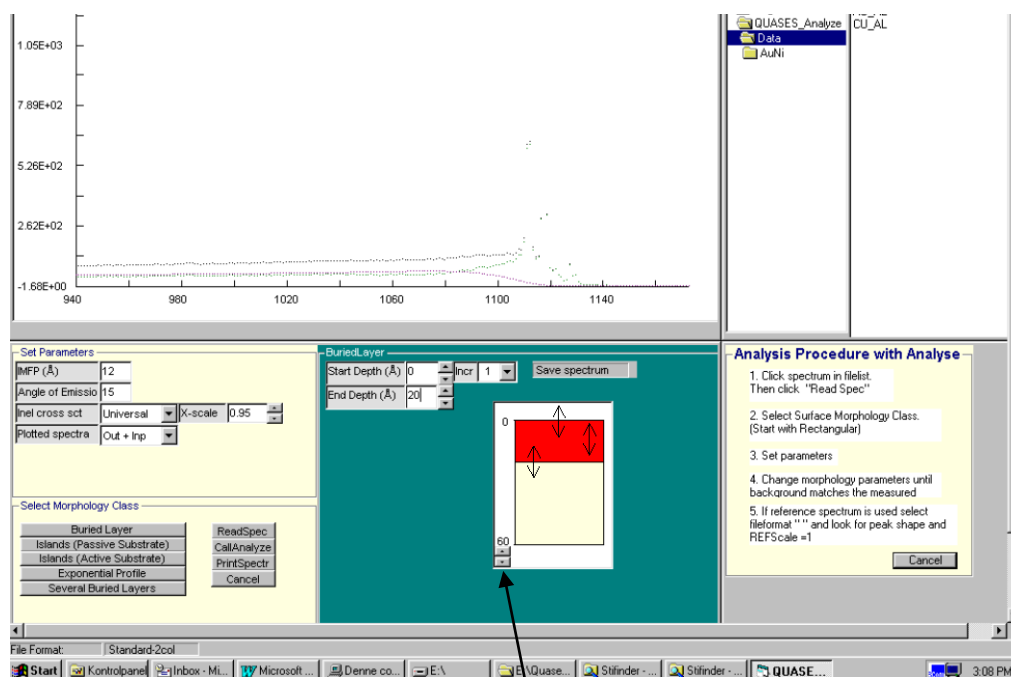 QUASES_Analyze
CU_AL
Data
AuNi
1.05E+03
7.89E+02
5.26E+02
2.62E+02
-1.68E+00
940 980 1020 1060 1100 1140
Set Parameters
IMFP (Å) 12
Angle of Emissio 15
Inel cross sct Universal X-scale 0.95
Plotted spectra Out + Inp
Select Morphology Class
Buried Layer
Islands (Passive Substrate)
Islands (Active Substrate)
Exponential Profile
Several Buried Layers
ReadSpec
CallAnalyze
PrintSpectr
Cancel
BuriedLayer
Start Depth (Å) 0 Incr 1 Save spectrum
End Depth (Å) 20
0
60
Analysis Procedure with Analyse
1. Click spectrum in filelist.
Then click "Read Spec"
2. Select Surface Morphology Class.
(Start with Rectangular)
3. Set parameters
4. Change morphology parameters until
background matches the measured
5. If reference spectrum is used select
fileformat " " and look for peak shape and
REFScale =1
Cancel
File Format: Standard-2col
Start Kontrolpanel Inbox - Mi... Microsoft ... Denne co... E:\ E:\Quase... Stifinder - ... Stifinder - ... QUASE... 3:08 PM